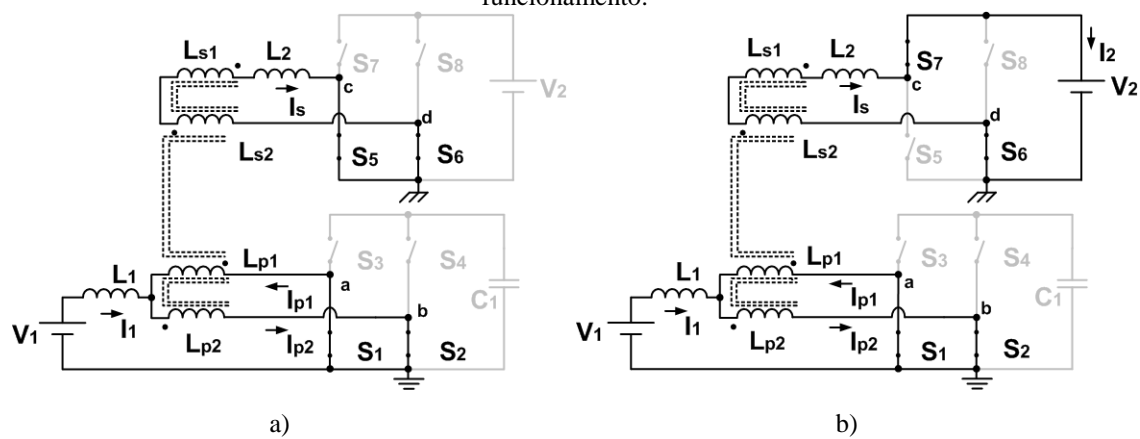 funcionamento.
Ls1 L2 S7 S8 V2
Is c d
Ls2 S5 S6
L1 Lp1 S3 S4 C1
V1 I1 Ip1 a b
Lp2 Ip2 S1 S2
a)
Ls1 L2 S7 S8 I2 V2
Is c d
Ls2 S5 S6
L1 Lp1 S3 S4 C1
V1 I1 Ip1 a b
Lp2 Ip2 S1 S2
b)